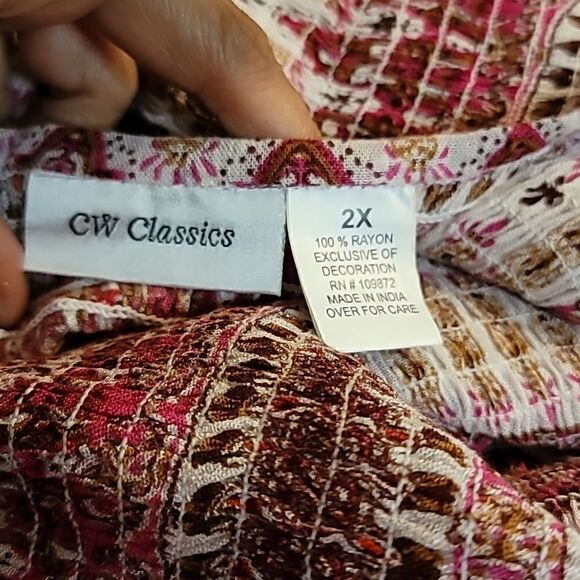 CW Classics
2X
100 % RAYON
EXCLUSIVE OF
DECORATION
RN # 109872
MADE IN INDIA
OVER FOR CARE